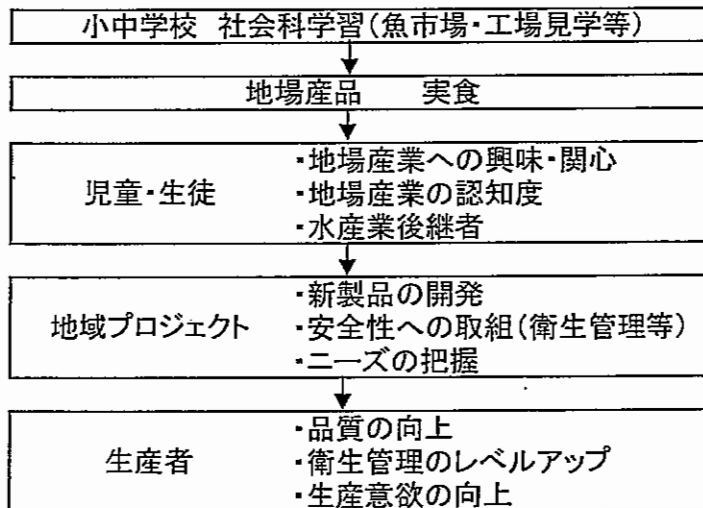 小中学校 社会科学習(魚市場・工場見学等)
地場産品 実食
児童・生徒
・地場産業への興味・関心
・地場産業の認知度
・水産業後継者
地域プロジェクト
・新製品の開発
・安全性への取組(衛生管理等)
・ニーズの把握
生産者
・品質の向上
・衛生管理のレベルアップ
・生産意欲の向上